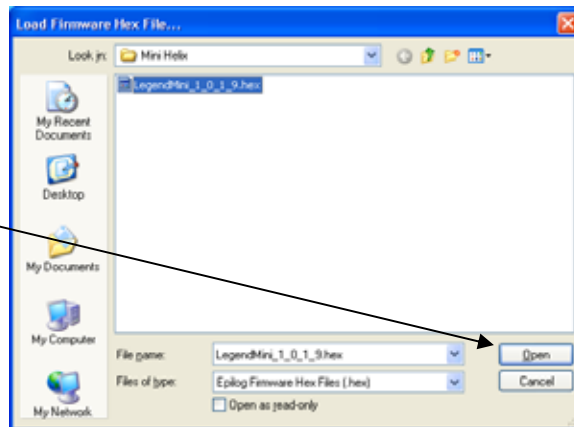 Load Firmware Hex File...
Look in:
Mini Helix
LegendMini_1_0_1_9.hex
My Recent
Documents
Desktop
My Documents
My Computer
My Network
File name:
LegendMini_1_0_1_9.hex
Open
Files of type:
Epilog Firmware Hex Files (.hex)
Cancel
Open as read-only